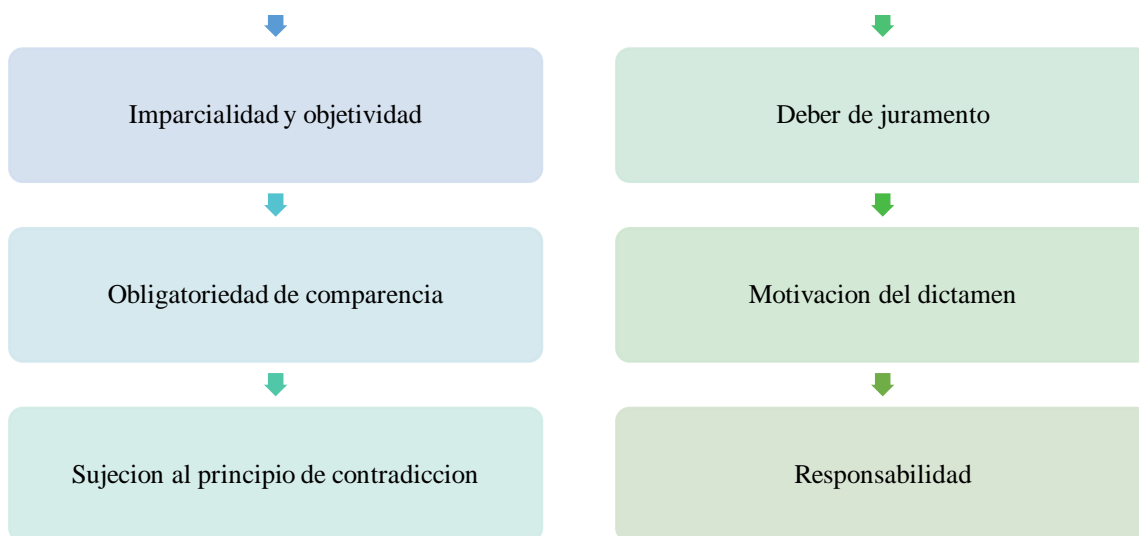 Imparcialidad y objetividad
Obligatoriedad de comparencia
Sujecion al principio de contradiccion
Deber de juramento
Motivacion del dictamen
Responsabilidad